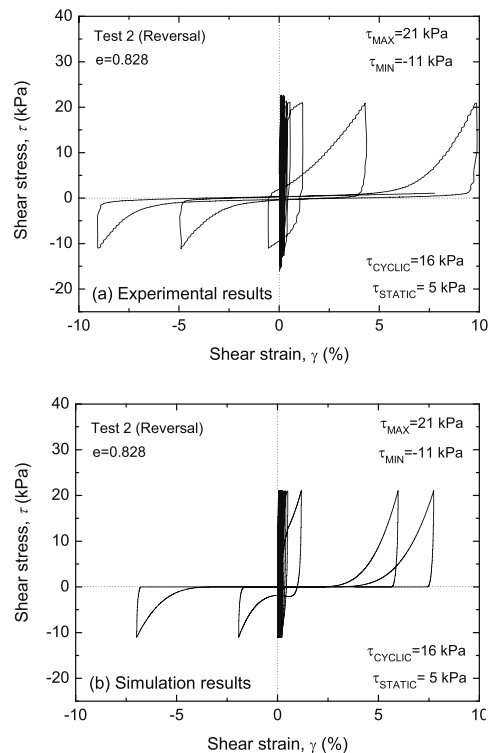 Test 2 (Reversal)
e=0.828
τMAX=21 kPa
τMIN=-11 kPa
40
30
20
10
0
-10
-20
Shear stress, τ (kPa)
τCYCLIC=16 kPa
τSTATIC= 5 kPa
(a) Experimental results
-10 -5 0 5 10
Shear strain, γ (%)
Test 2 (Reversal)
e=0.828
τMAX=21 kPa
τMIN=-11 kPa
40
30
20
10
0
-10
-20
Shear stress, τ (kPa)
τCYCLIC=16 kPa
τSTATIC= 5 kPa
(b) Simulation results
-10 -5 0 5 10
Shear strain, γ (%)